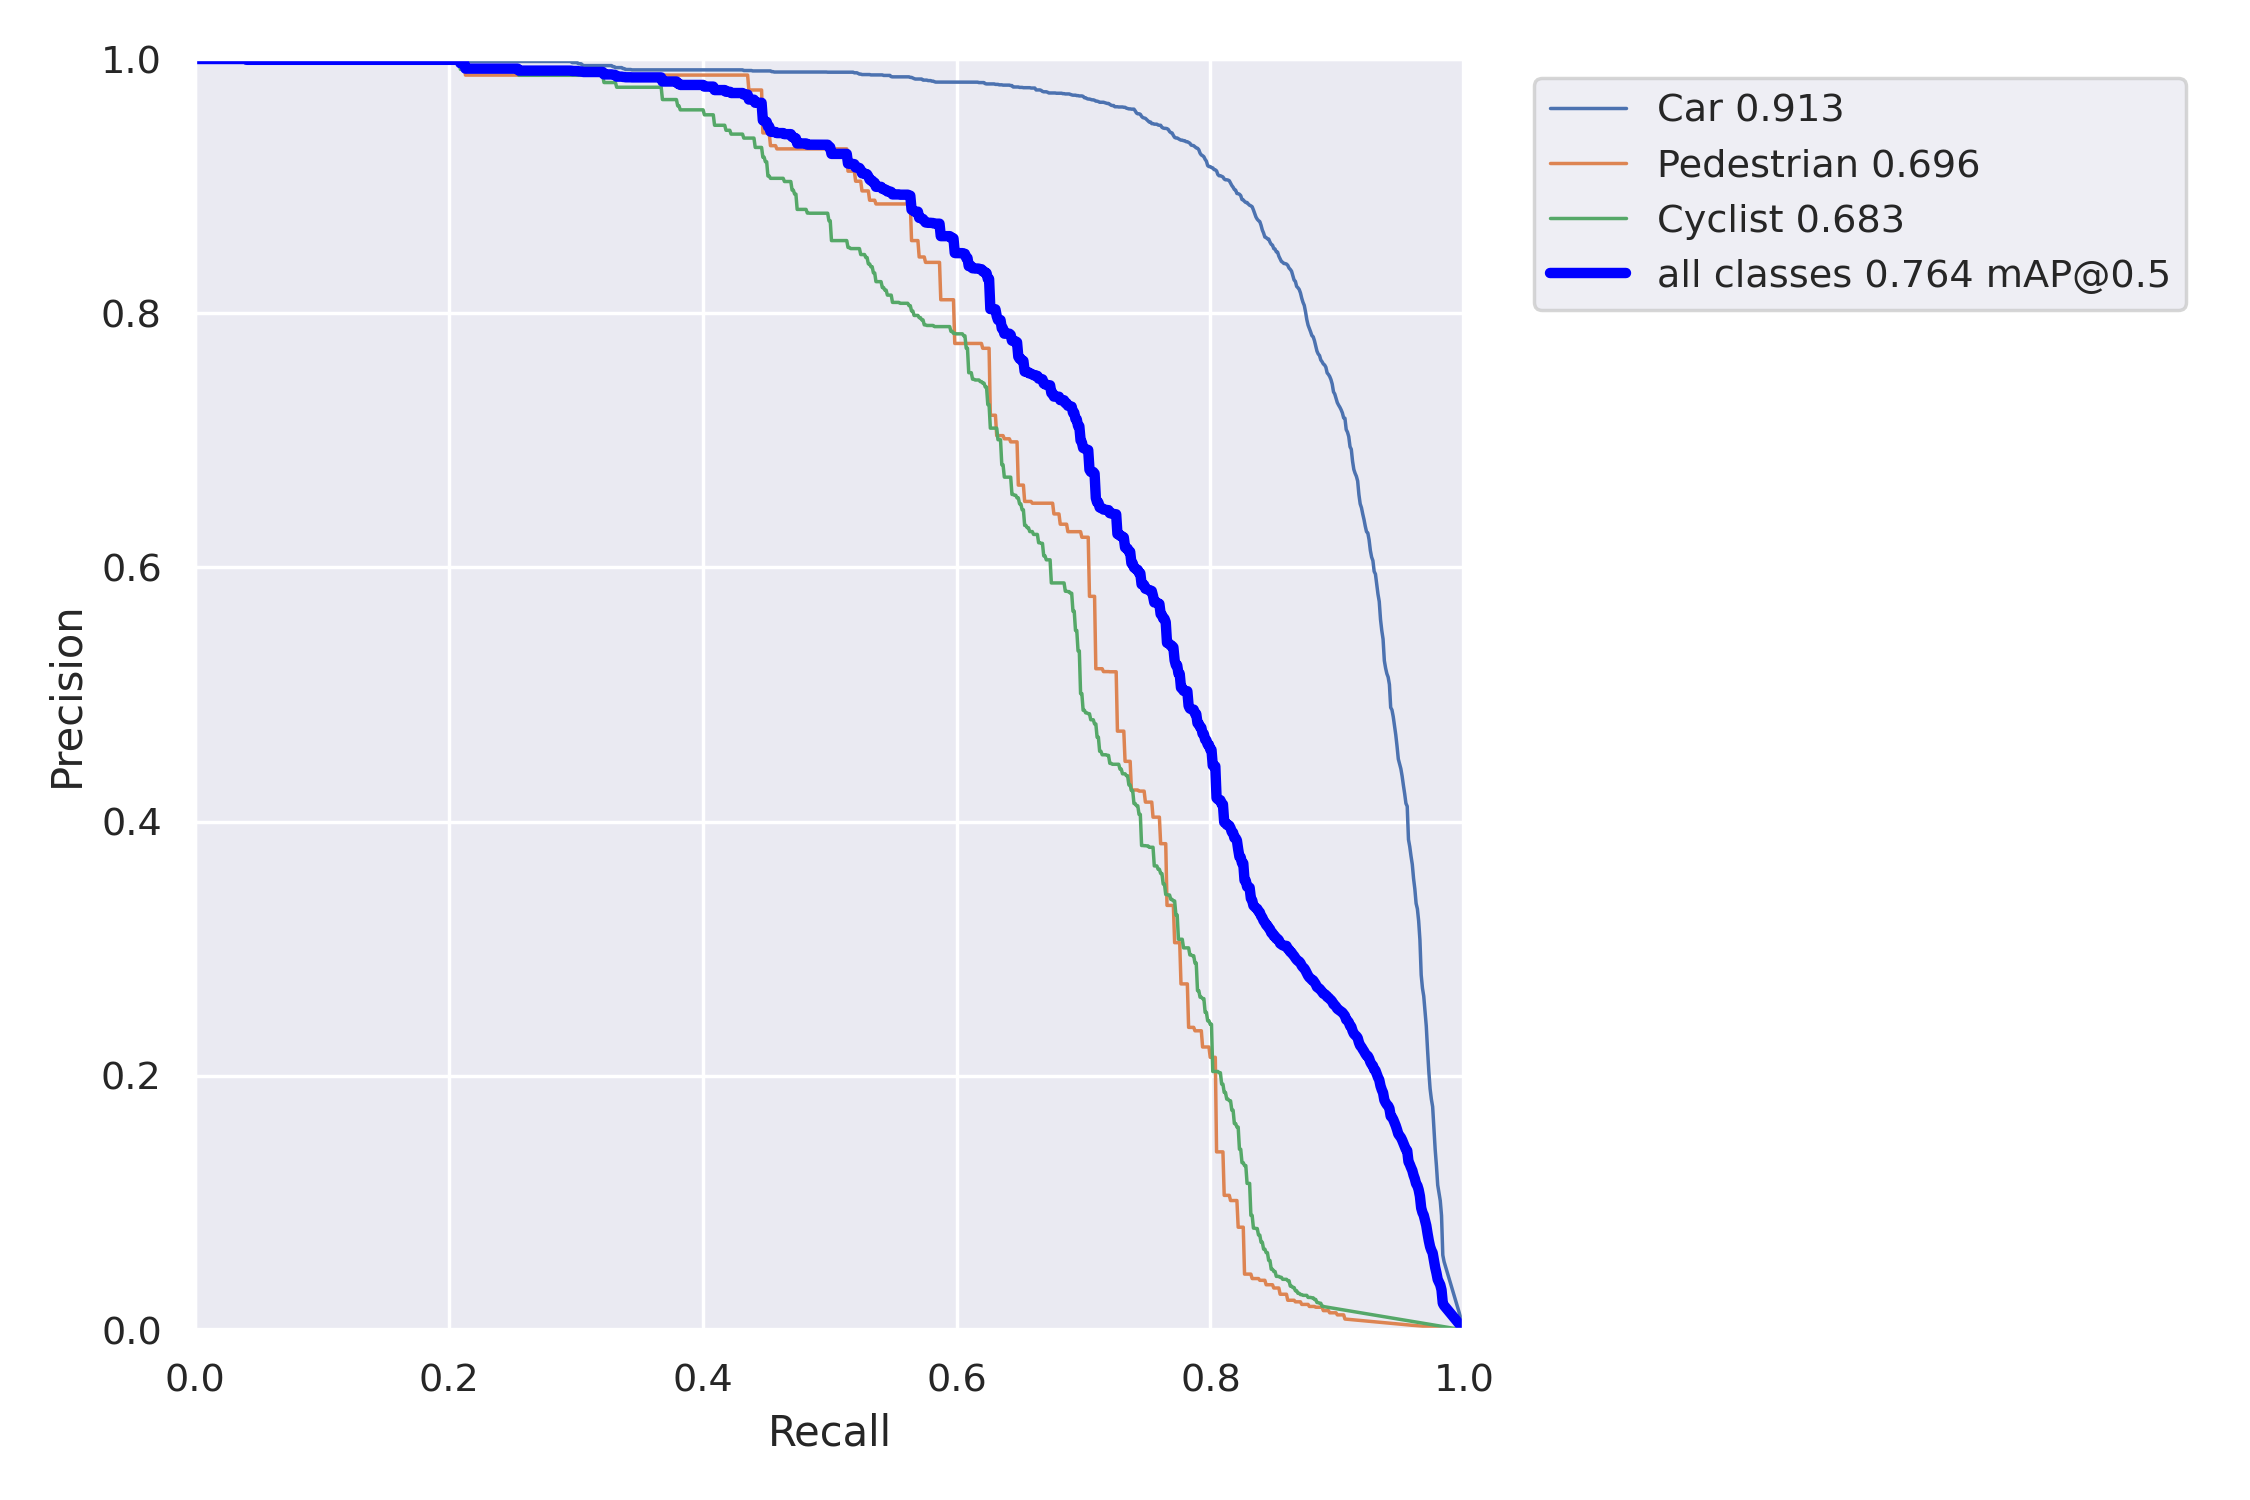 1.0
0.8
0.6
0.4
0.2
0.0
Precision
0.0 0.2 0.4 0.6 0.8 1.0
Recall
Car 0.913
Pedestrian 0.696
Cyclist 0.683
all classes 0.764 mAP@0.5